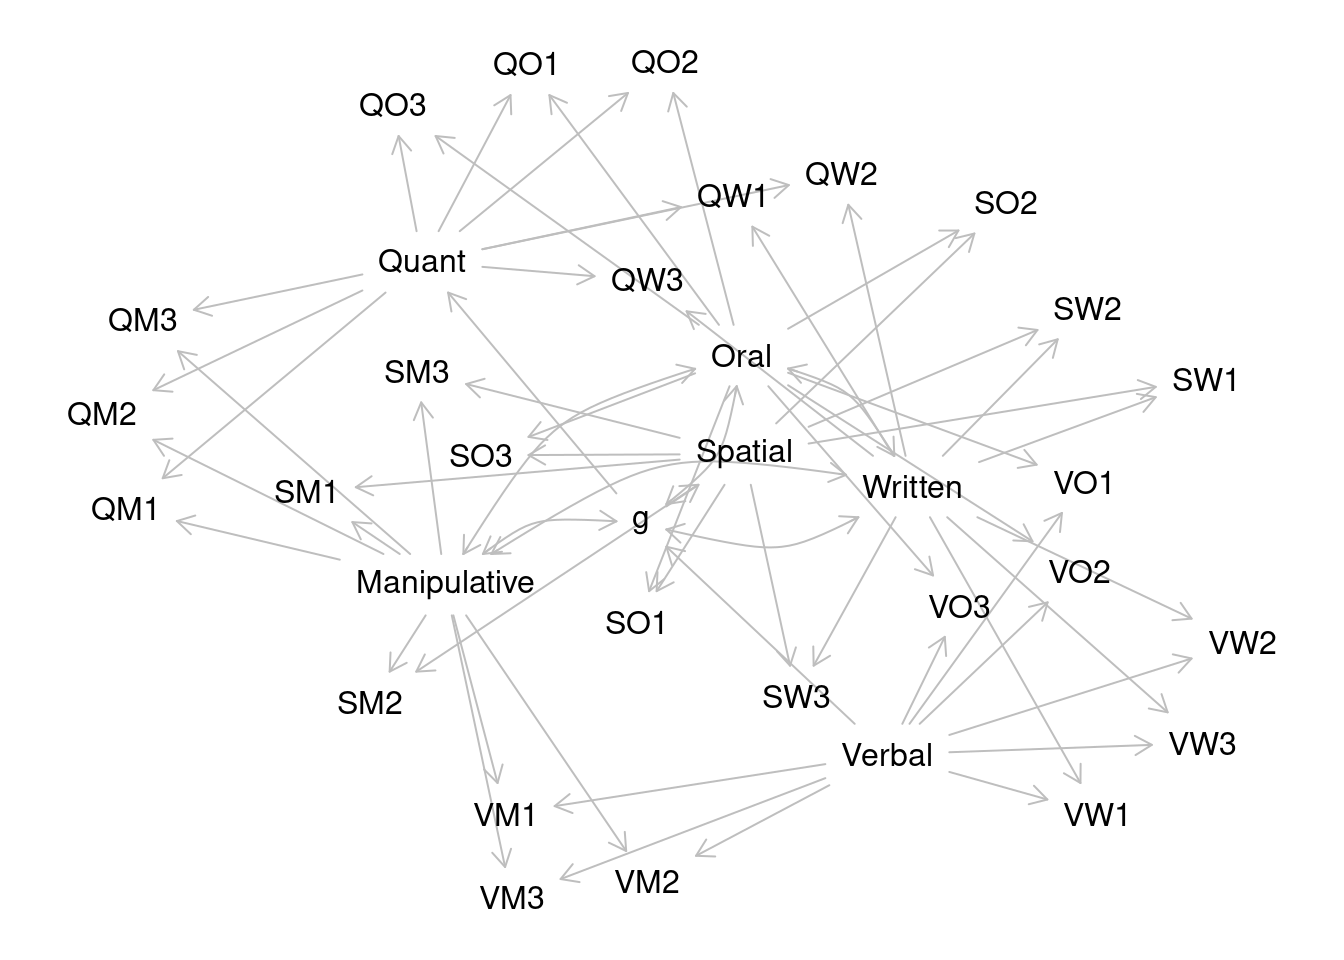 QO1
QO2
QO3
QW2
QW1
SO2
Quant
QW3
SW2
QM3
Oral
SM3
SW1
QM2
SO3
Spatial
VO1
SM1
Written
QM1
g
VO2
Manipulative
VO3
SO1
VW2
SM2
SW3
VW3
Verbal
VM1
VW1
VM2
VM3